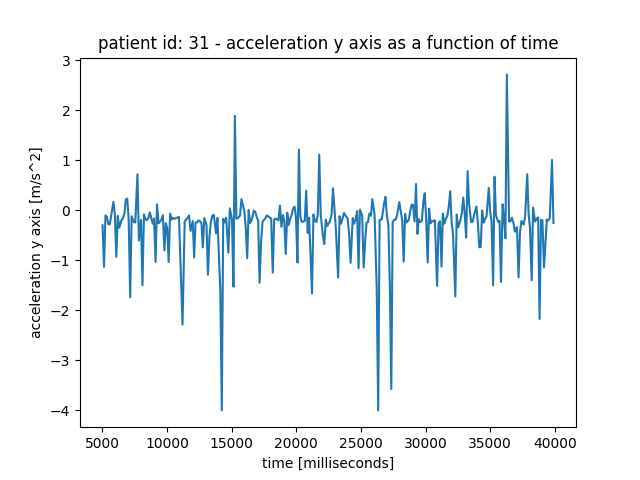 patient id: 31 - acceleration y axis as a function of time
acceleration y axis [m/s^2]
3
2
1
0
−1
−2
−3
−4
5000 10000 15000 20000 25000 30000 35000 40000
time [milliseconds]